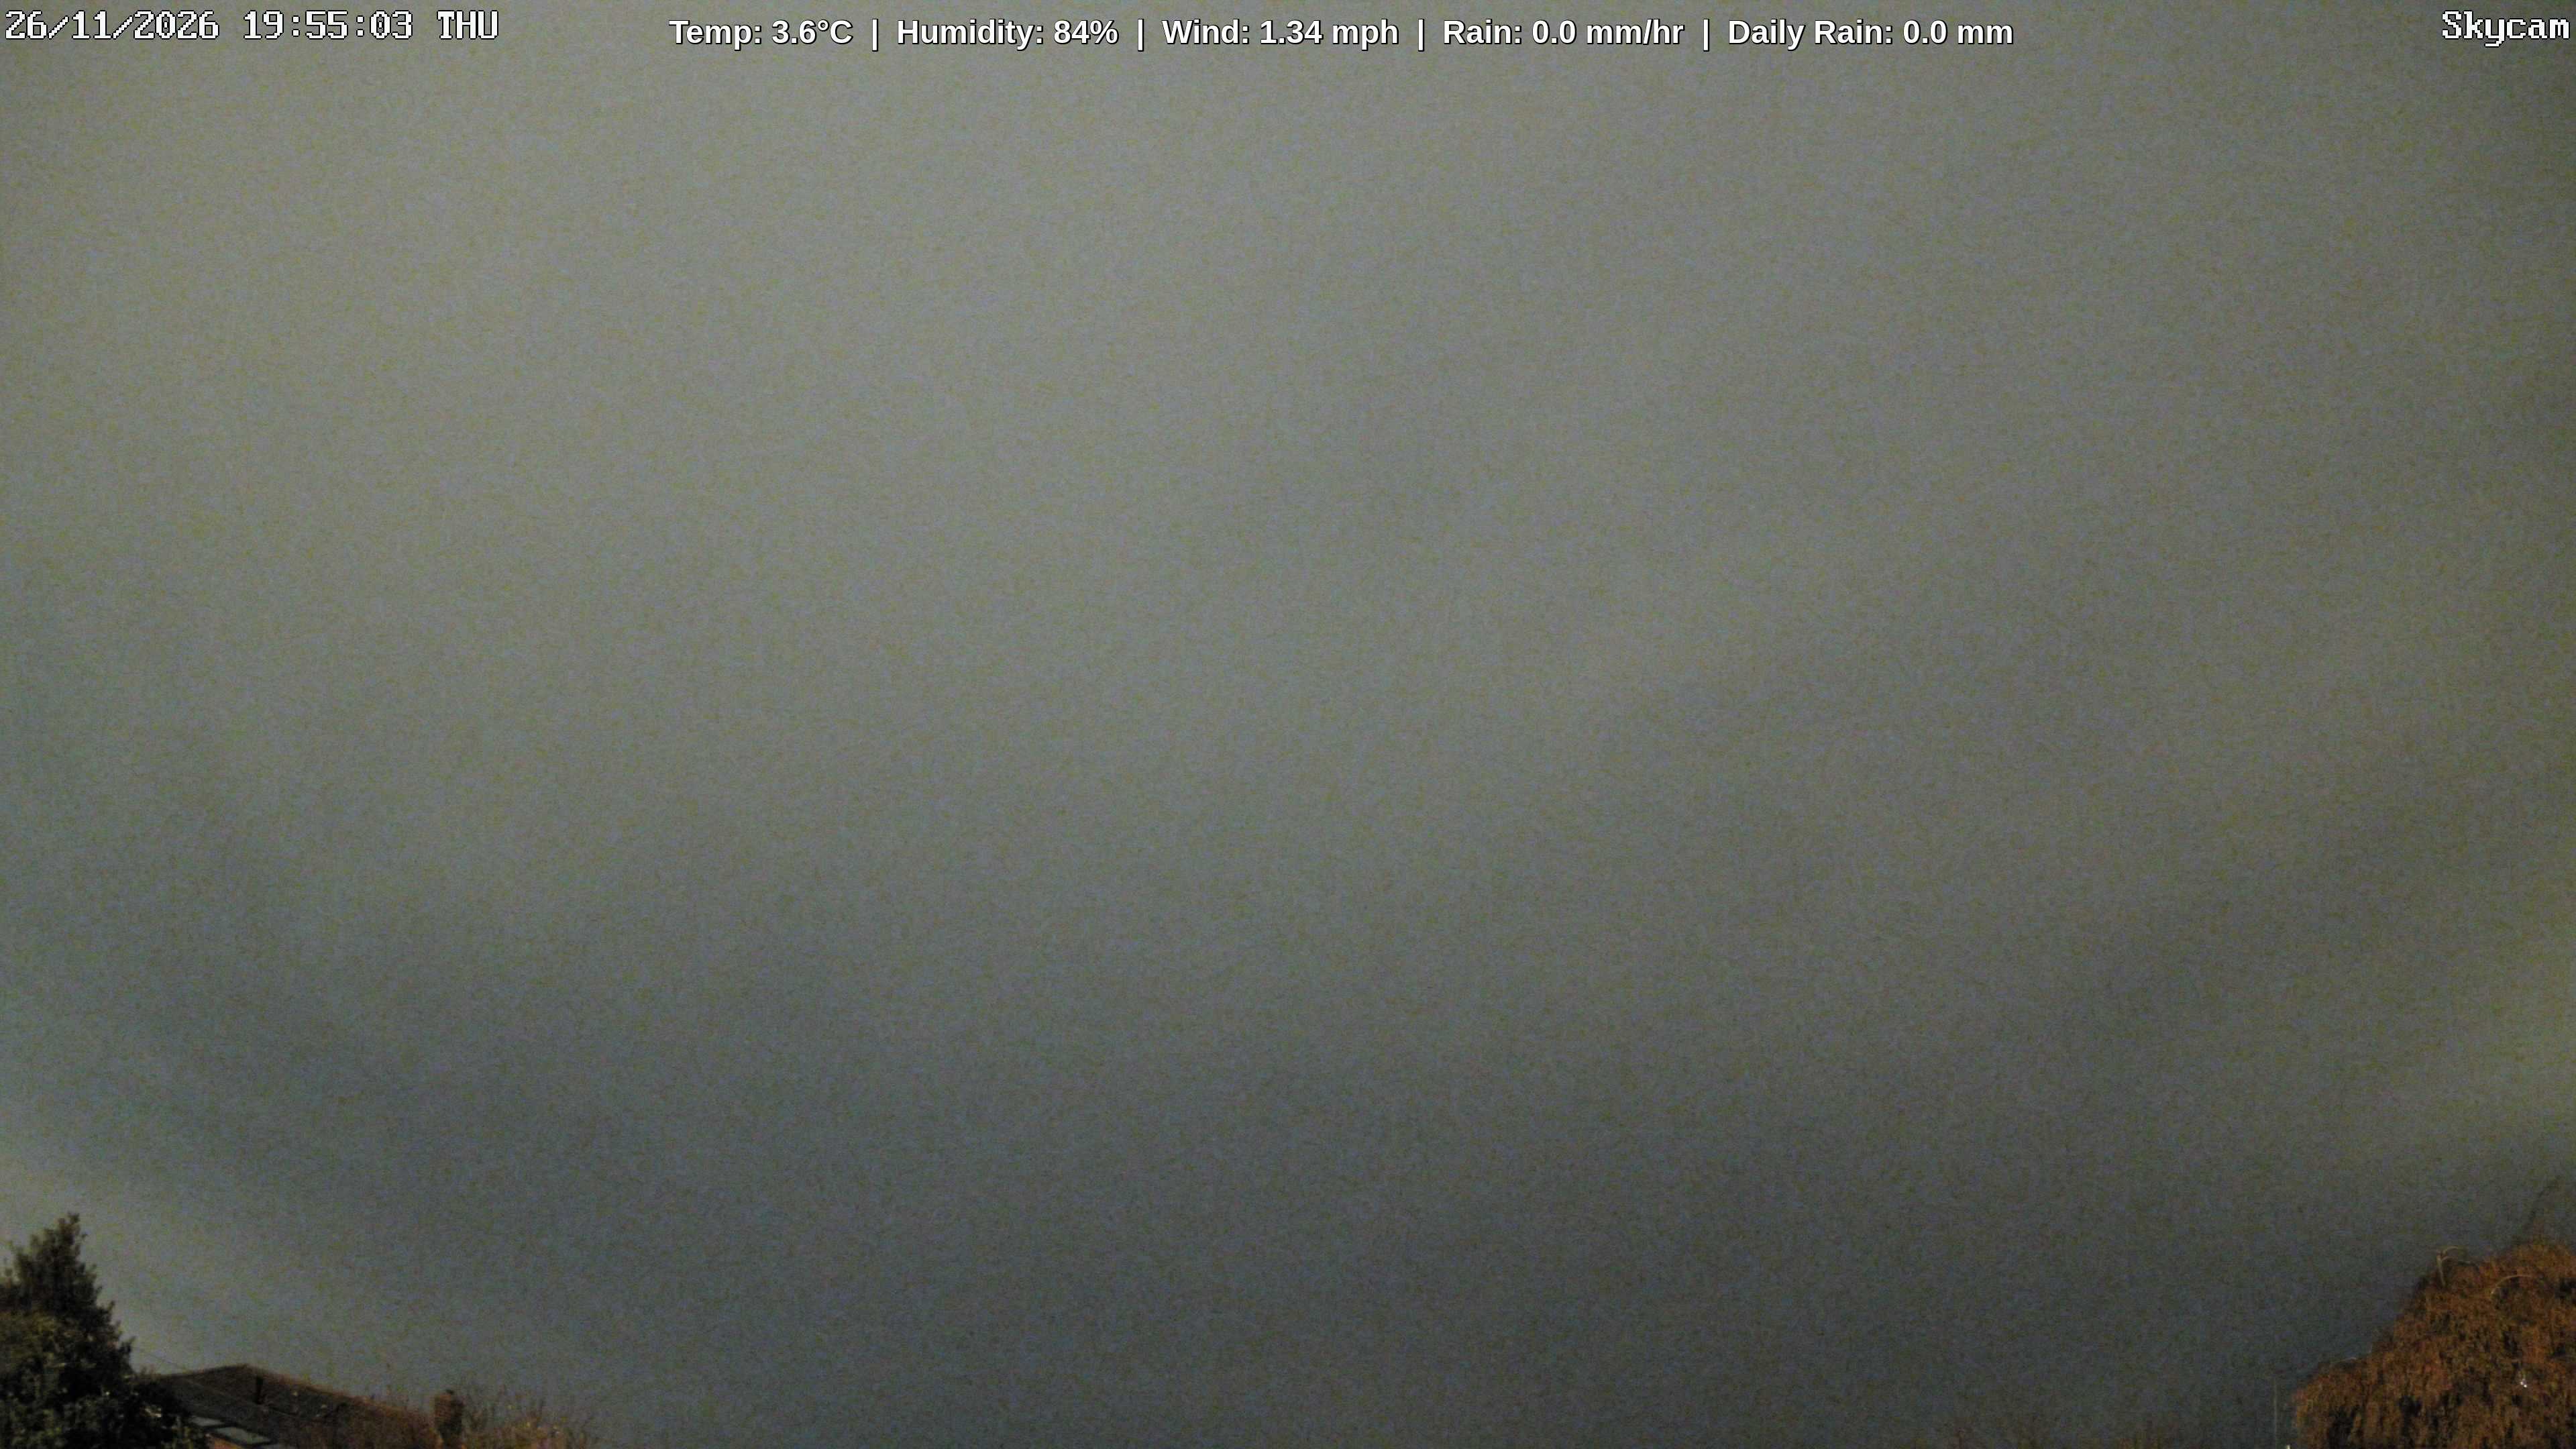 26/11/2026 19:55:03 THU
Temp: 3.6°C | Humidity: 84% | Wind: 1.34 mph | Rain: 0.0 mm/hr | Daily Rain: 0.0 mm
Skycam